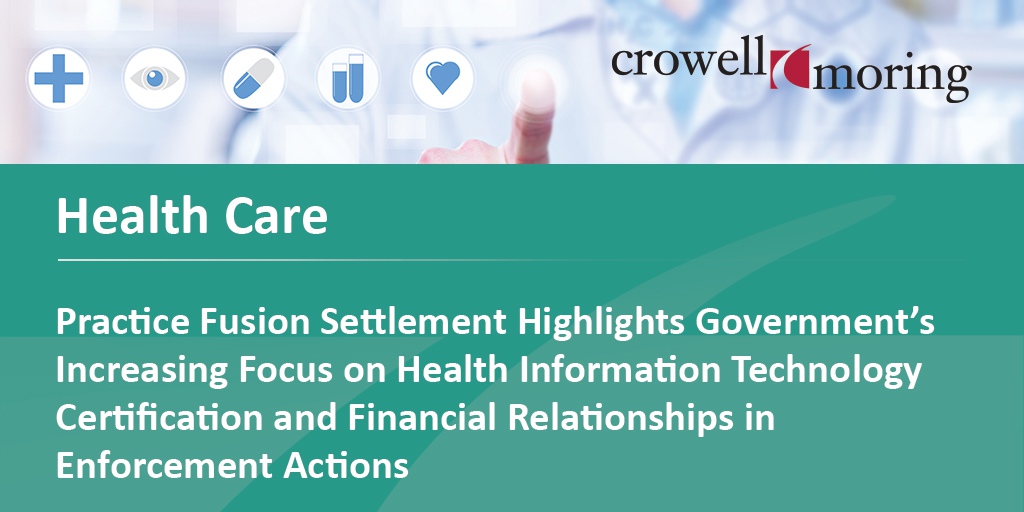 crowell moring
Health Care
Practice Fusion Settlement Highlights Government’s
Increasing Focus on Health Information Technology
Certification and Financial Relationships in
Enforcement Actions